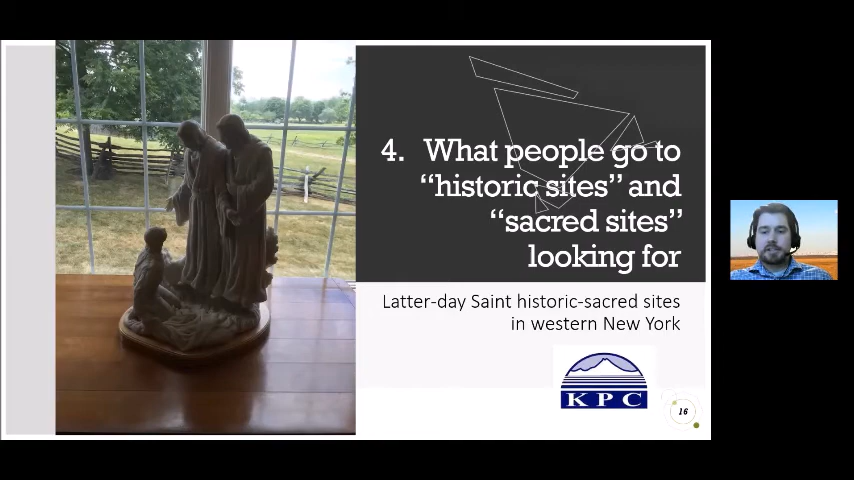 4. What people go to
“historic sites” and
“sacred sites”
looking for
Latter-day Saint historic-sacred sites
in western New York
KPC
16